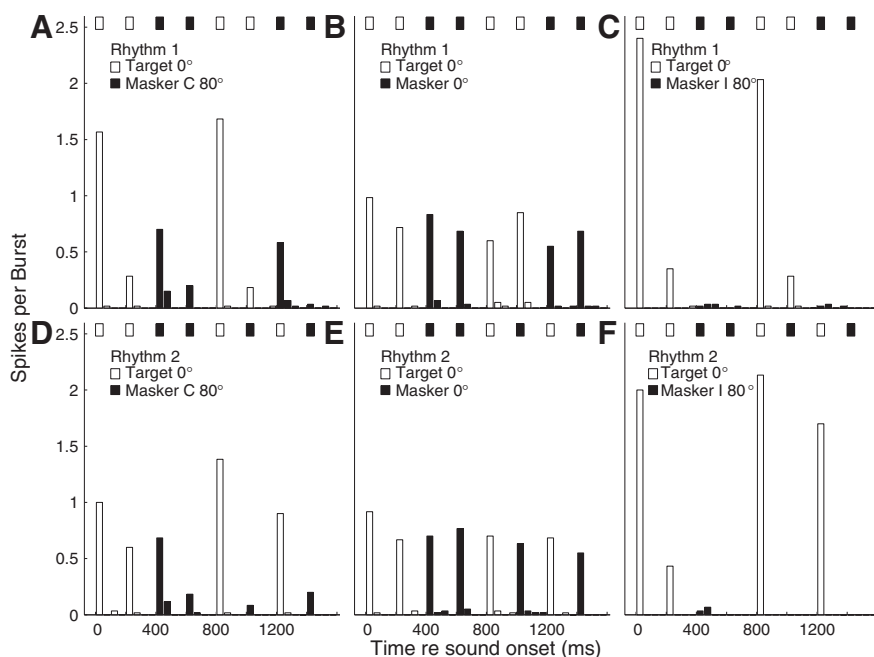 A
B
C
2.5
2
1.5
1
0.5
0
Rhythm 1
Target 0°
Masker C 80°
Rhythm 1
Target 0°
Masker 0°
Rhythm 1
Target 0°
Masker I 80°
Spikes per Burst
D
E
F
2.5
2
1.5
1
0.5
0
Rhythm 2
Target 0°
Masker C 80°
Rhythm 2
Target 0°
Masker 0°
Rhythm 2
Target 0°
Masker I 80°
0 400 800 1200
0 400 800 1200
0 400 800 1200
Time re sound onset (ms)